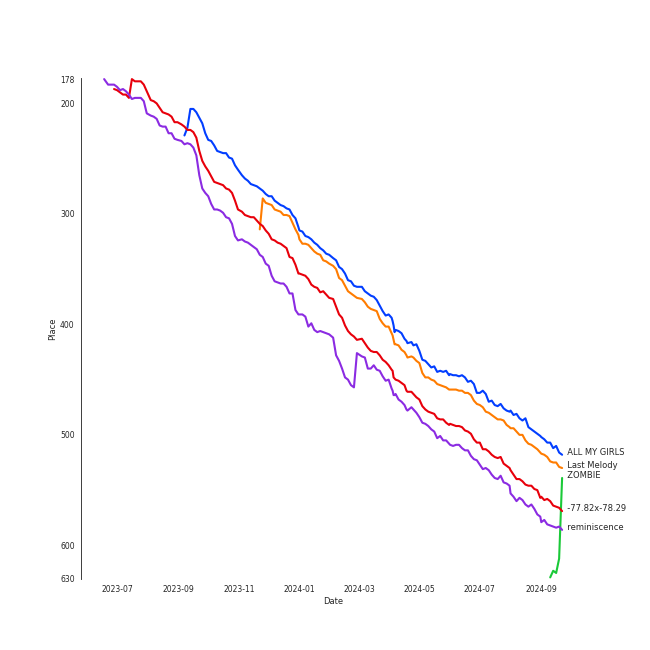 178
200
300
400
500
600
630
Place
2023-07
2023-09
2023-11
2024-01
2024-03
2024-05
2024-07
2024-09
Date
ALL MY GIRLS
Last Melody
ZOMBIE
-77.82x-78.29
reminiscence